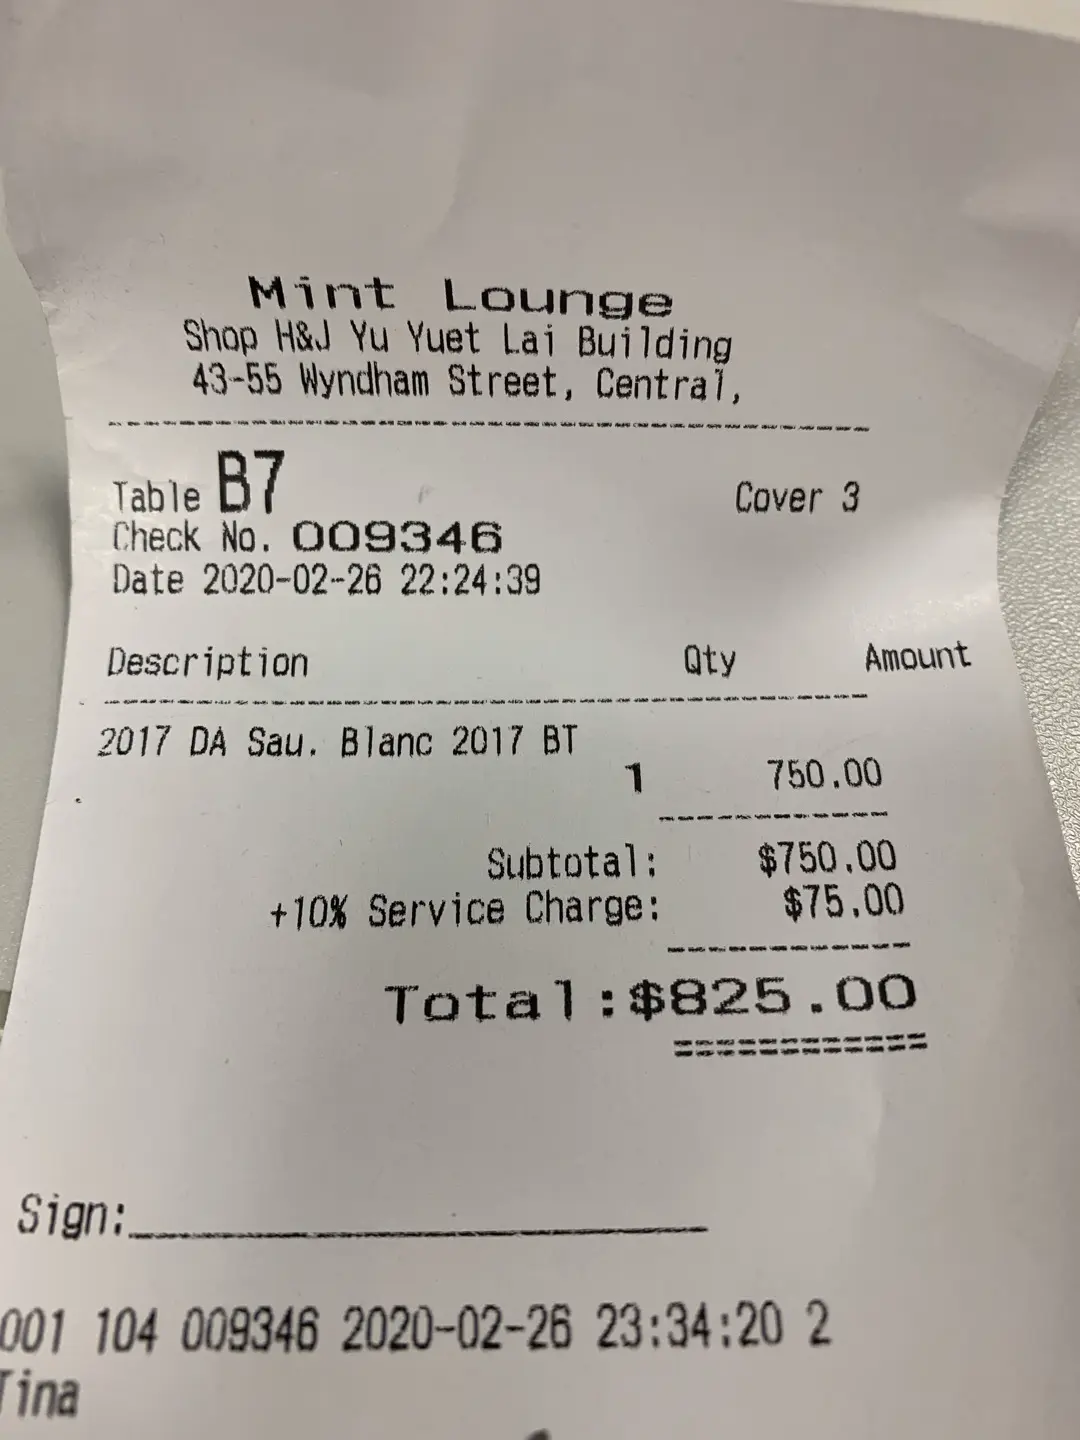 Mint Lounge
Shop H&J Yu Yuet Lai Building
43-55 Wyndham Street, Central,
Table B7 Cover 3
Check No. 009346
Date 2020-02-26 22:24:39
Description Qty Amount
2017 DA Sau. Blanc 2017 BT
1 750.00
Subtotal: $750.00
+10% Service Charge: $75.00
Total:$825.00
Sign:
001 104 009346 2020-02-26 23:34:20 2
Tina